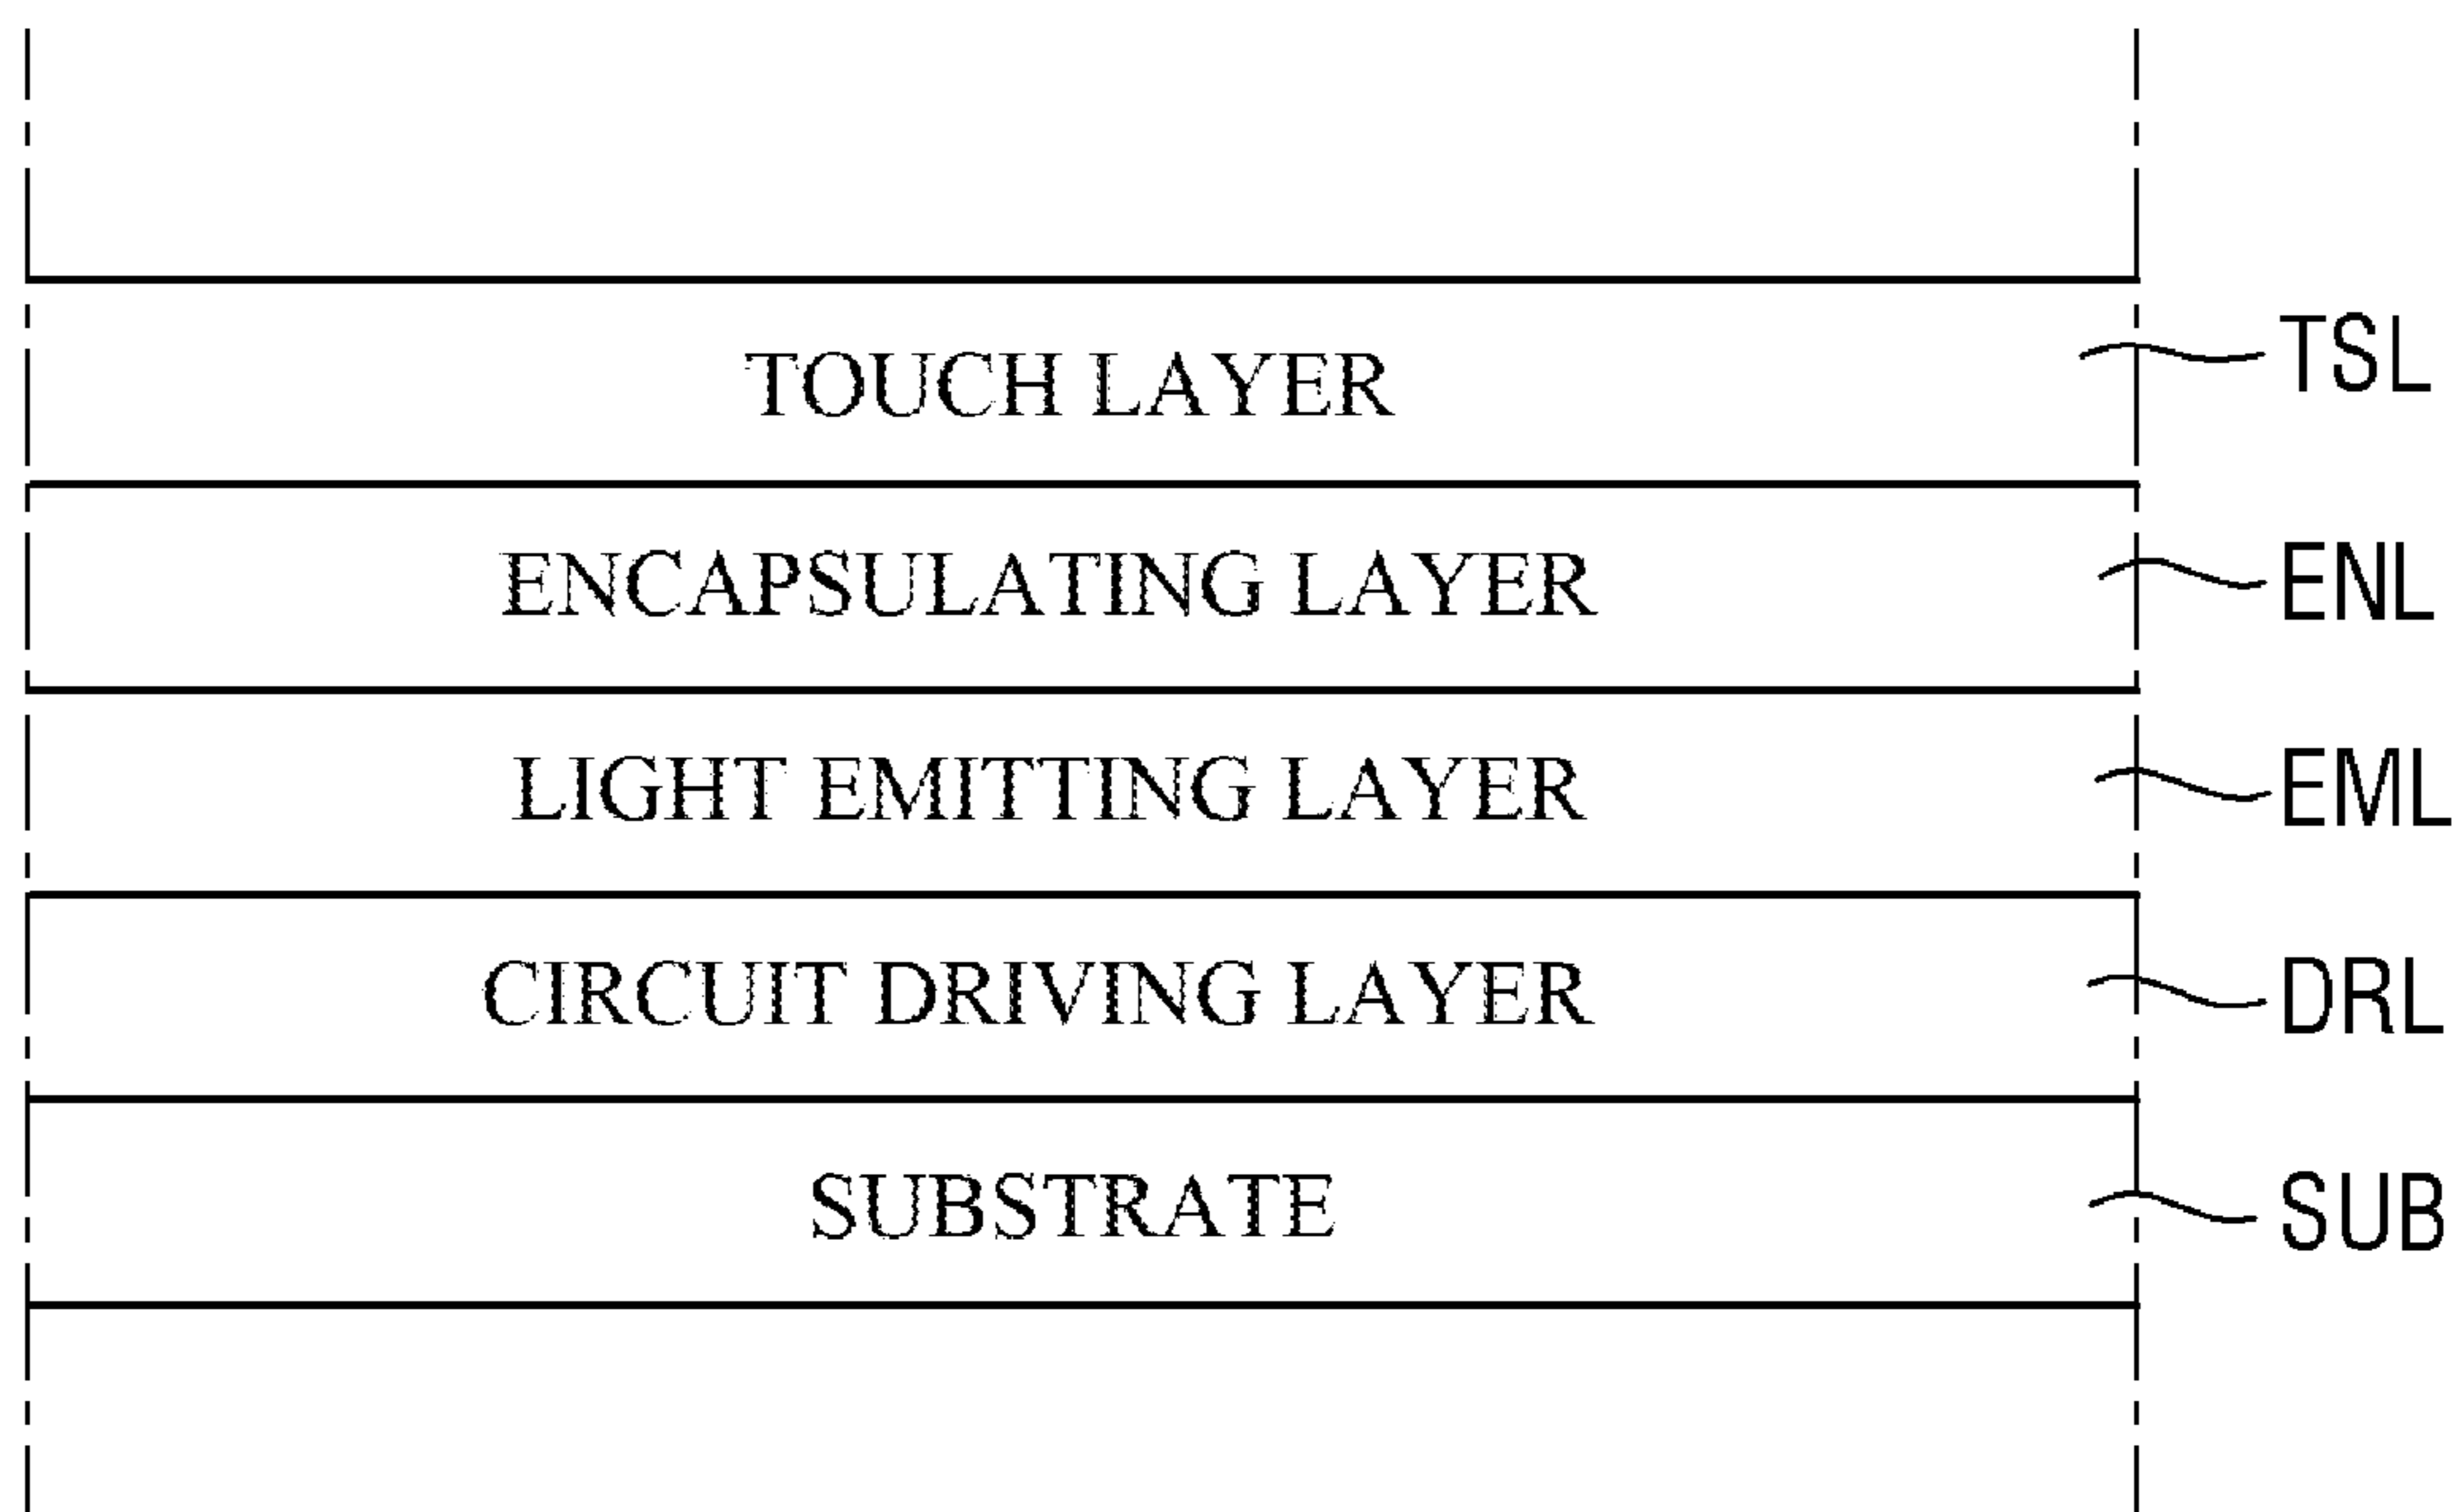 TOUCH LAYER TSL
ENCAPSULATING LAYER ENL
LIGHT EMITTING LAYER EML
CIRCUIT DRIVING LAYER DRL
SUBSTRATE SUB